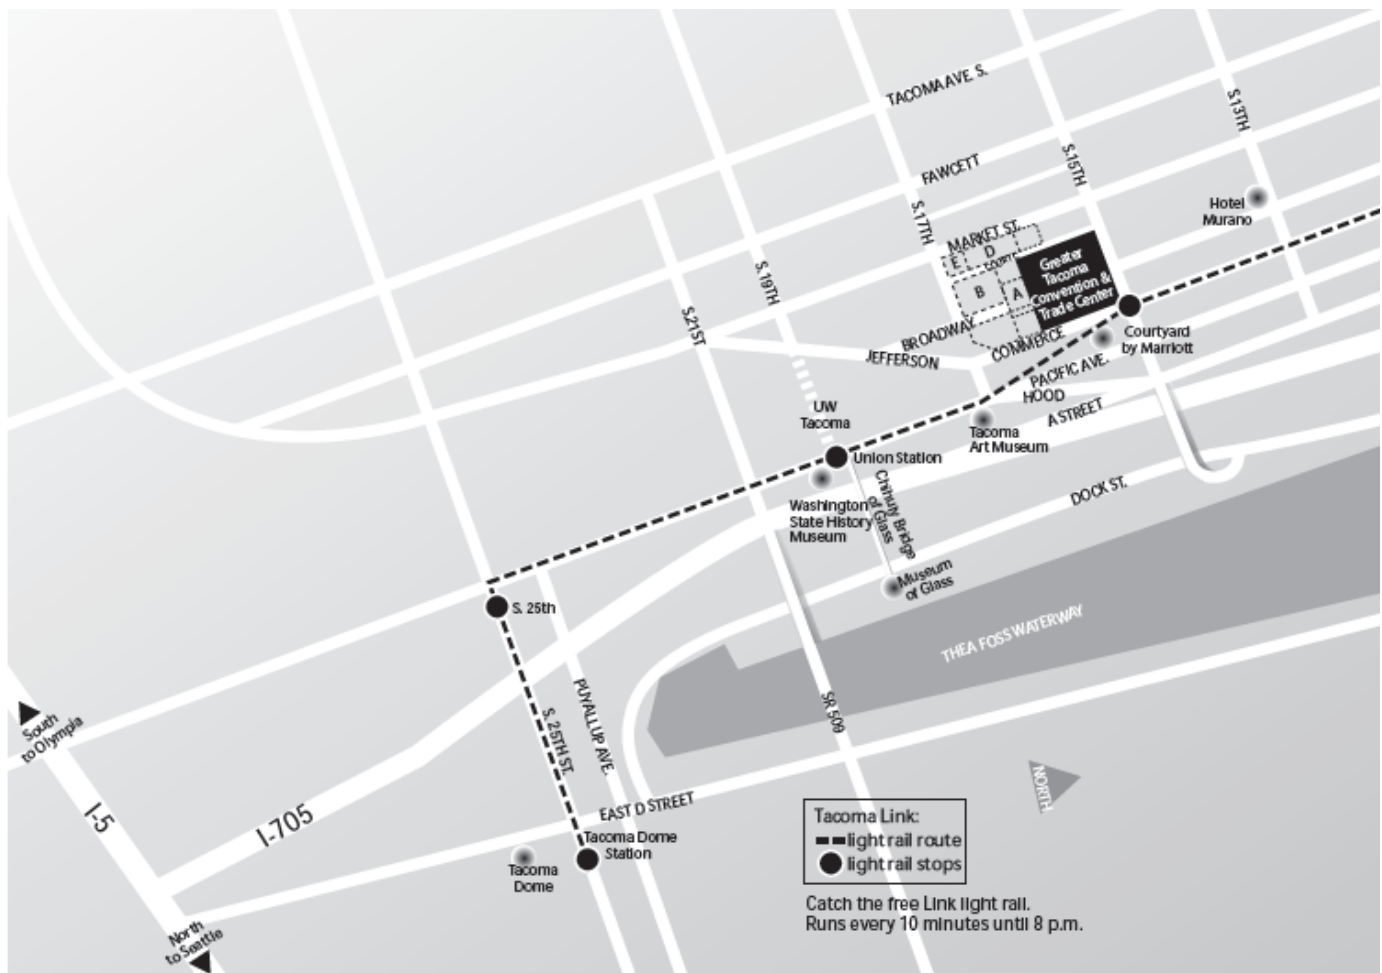 TACOMA AVE. S.
S.13TH
FAWCETT
S.15TH
Hotel
Murano
S.17TH
MARKET ST.
E
D
COURT
B
A
Greater
Tacoma
Convention &
Trade Center
S.19TH
S.21ST
BROADWAY
JEFFERSON
COMMERCE
Courtyard
by Marriott
PACIFIC AVE.
HOOD
A STREET
UW
Tacoma
Tacoma
Art Museum
Union Station
Washington
State History
Museum
Chihuly Bridge
of Glass
DOCK ST.
Museum
of Glass
S. 25th
THEA FOSS WATERWAY
PUYALLUP AVE.
S. 25TH ST.
SR 509
South
to Olympia
I-5
I-705
NORTH
EAST D STREET
Tacoma Dome
Station
Tacoma
Dome
North
to Seattle
Tacoma Link:
light rail route
light rail stops
Catch the free Link light rail.
Runs every 10 minutes until 8 p.m.